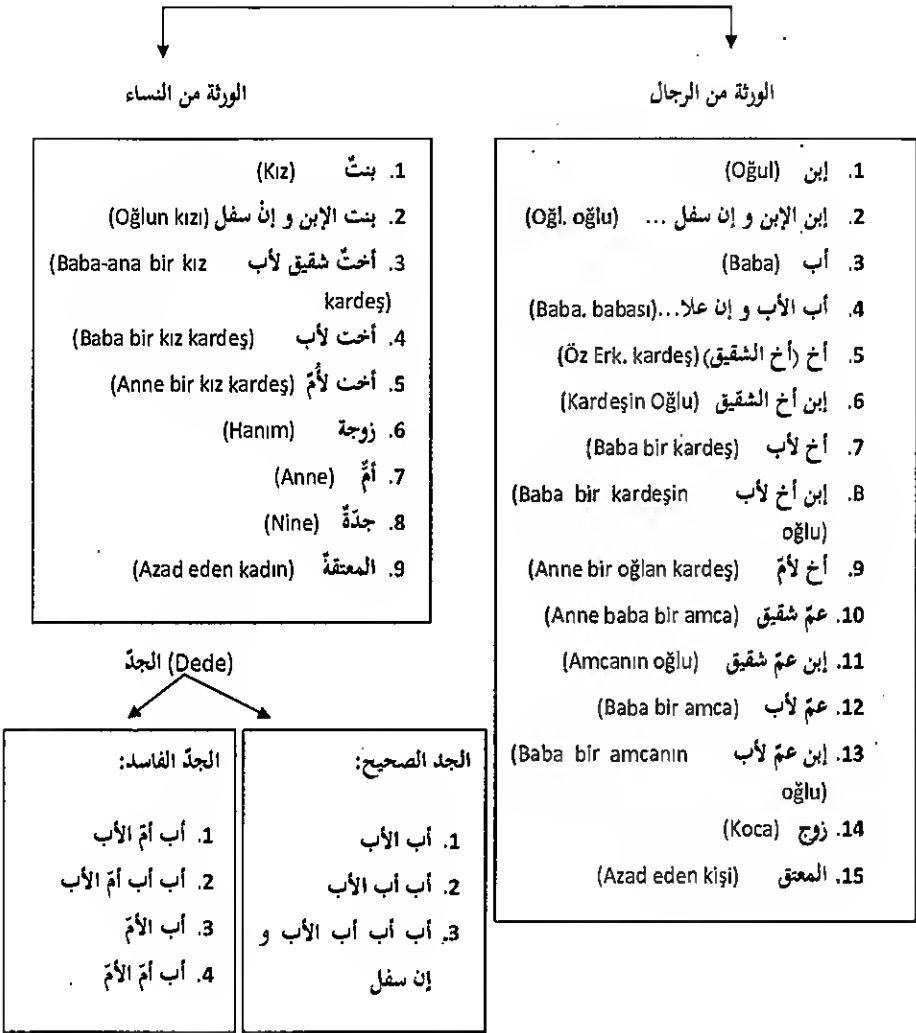 الورثة من الرجال
1. إبن (Oğul)
2. إبن الإبن و إن سفل ... (Oğl. oğlu)
3. أب (Baba)
4. أب الأب و إن علا...(Baba. babası)
5. أخ (أخ الشقيق) (Öz Erk. kardeş)
6. إبن أخ الشقيق (Kardeşin Oğlu)
7. أخ لأب (Baba bir kardeş)
B. إبن أخ لأب (Baba bir kardeşin
oğlu)
9. أخ لأمّ (Anne bir oğlan kardeş)
10. عمّ شقيق (Anne baba bir amca)
11. إبن عمّ شقيق (Amcanın oğlu)
12. عمّ لأب (Baba bir amca)
13. إبن عمّ لأب (Baba bir amcanın
oğlu)
14. زوج (Koca)
15. المعتق (Azad eden kişi)
الورثة من النساء
1. بنتٌ (Kız)
2. بنت الإبن و إنْ سفل (Oğlun kızı)
3. أختٌ شقيق لأب (Baba-ana bir kız
kardeş)
4. أخت لأب (Baba bir kız kardeş)
5. أخت لأُمّ (Anne bir kız kardeş)
6. زوجة (Hanım)
7. أمٌّ (Anne)
8. جدّةٌ (Nine)
9. المعتقةٌ (Azad eden kadın)
الجدّ (Dede)
الجد الصحيح:
1. أب الأب
2. أب أب الأب
3. أب أب أب الأب و
إن سفل
الجدّ الفاسد:
1. أب أمّ الأب
2. أب أب أمّ الأب
3. أب الأمّ
4. أب أمّ الأمّ